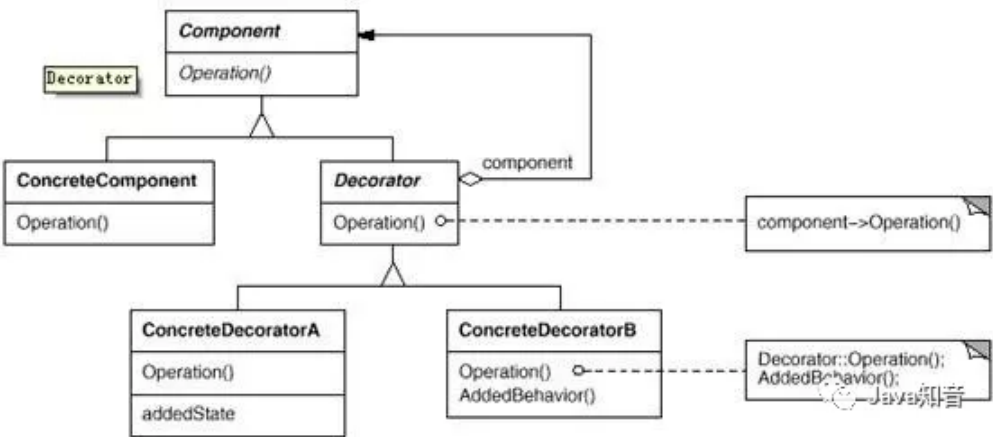 Component
Operation()
Decorator
component
ConcreteComponent
Operation()
Decorator
Operation()
component->Operation()
ConcreteDecoratorA
Operation()
addedState
ConcreteDecoratorB
Operation()
AddedBehavior()
Decorator::Operation();
AddedBehavior();
Java知音